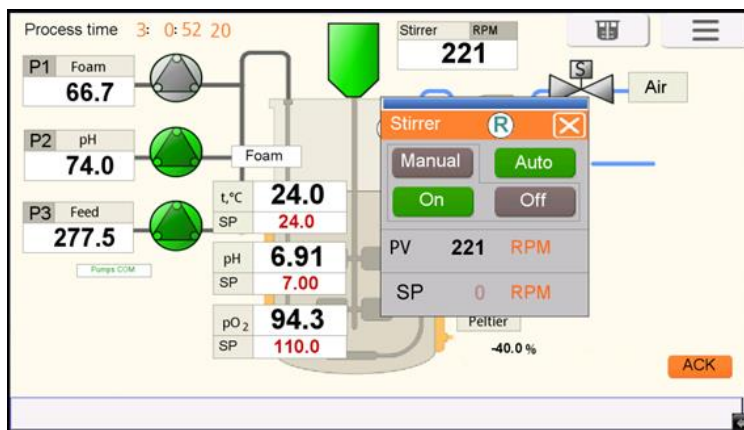 Process time 3: 0: 52 20
Stirrer RPM
221
P1 Foam
66.7
S
Air
P2 pH
74.0
Foam
P3 Feed
277.5
Pumps COM
t,°C 24.0
SP 24.0
pH 6.91
SP 7.00
pO2 94.3
SP 110.0
Stirrer R
Manual Auto
On Off
PV 221 RPM
SP 0 RPM
Peltier
-40.0 %
ACK